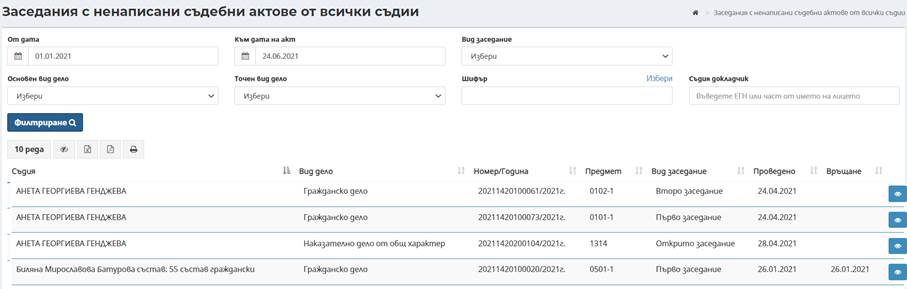 Заседания с ненаписани съдебни актове от всички съдии
> Заседания с ненаписани съдебни актове от всички съдии
От дата Към дата на акт Вид заседание
01.01.2021 24.06.2021 Избери
Основен вид дело Точен вид дело Шифър Избери Съдия докладчик
Избери Избери Въведете ЕГН или част от името на лицето
Филтриране
10 реда
Съдия Вид дело Номер/Година Предмет Вид заседание Проведено Връщане
АНЕТА ГЕОРГИЕВА ГЕНДЖЕВА Гражданско дело 20211420100061/2021г. 0102-1 Второ заседание 24.04.2021
АНЕТА ГЕОРГИЕВА ГЕНДЖЕВА Гражданско дело 20211420100073/2021г. 0101-1 Първо заседание 24.04.2021
АНЕТА ГЕОРГИЕВА ГЕНДЖЕВА Наказателно дело от общ характер 20211420200104/2021г. 1314 Открито заседание 28.04.2021
Биляна Мирославова Батурова състав: 55 състав граждански Гражданско дело 20211420100020/2021г. 0501-1 Първо заседание 26.01.2021 26.01.2021